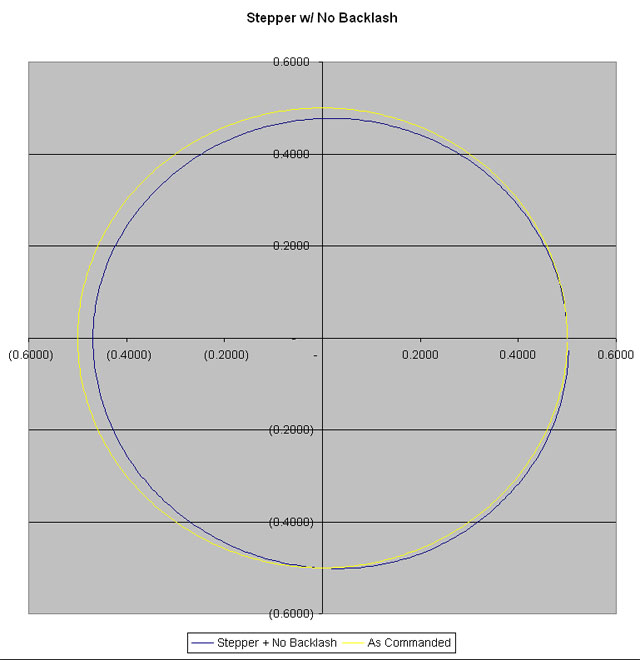 Stepper w/ No Backlash
0.6000
0.4000
0.2000
-
(0.6000) (0.4000) (0.2000) - 0.2000 0.4000 0.6000
(0.2000)
(0.4000)
(0.6000)
Stepper + No Backlash As Commanded